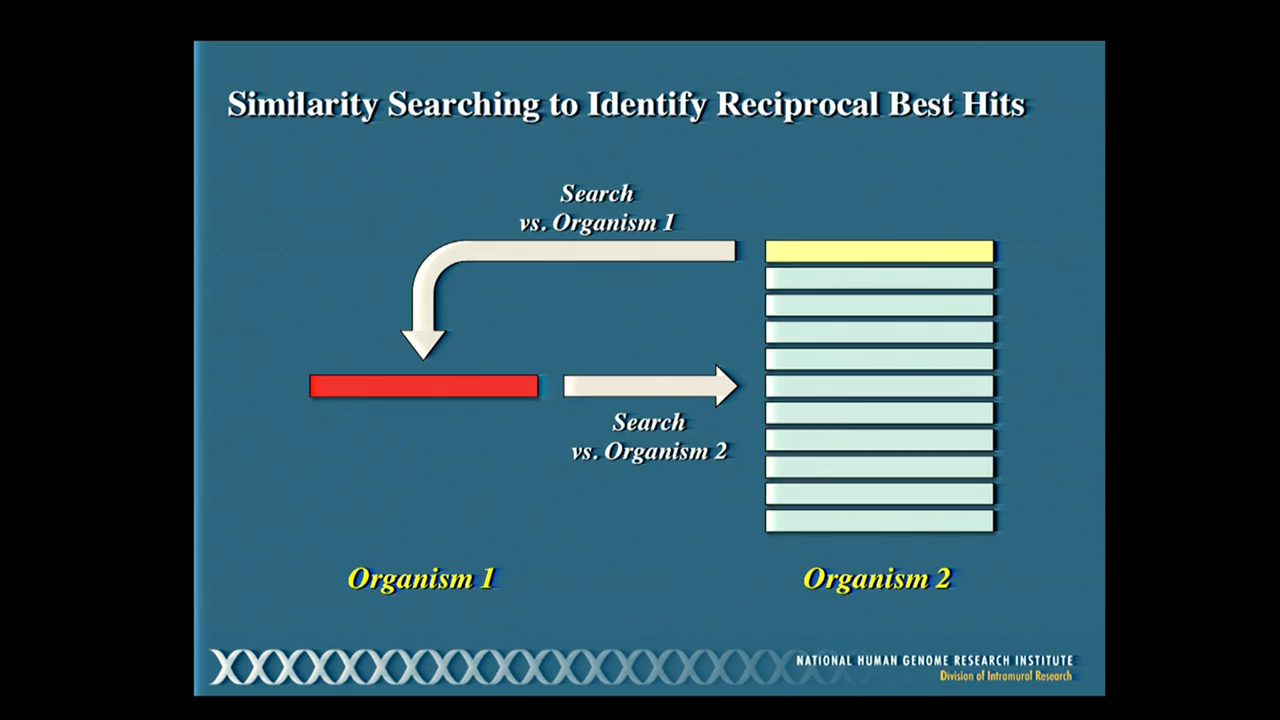 Similarity Searching to Identify Reciprocal Best Hits
Search
vs. Organism 1
Search
vs. Organism 2
Organism 1
Organism 2
NATIONAL HUMAN GENOME RESEARCH INSTITUTE
Division of Intramural Research